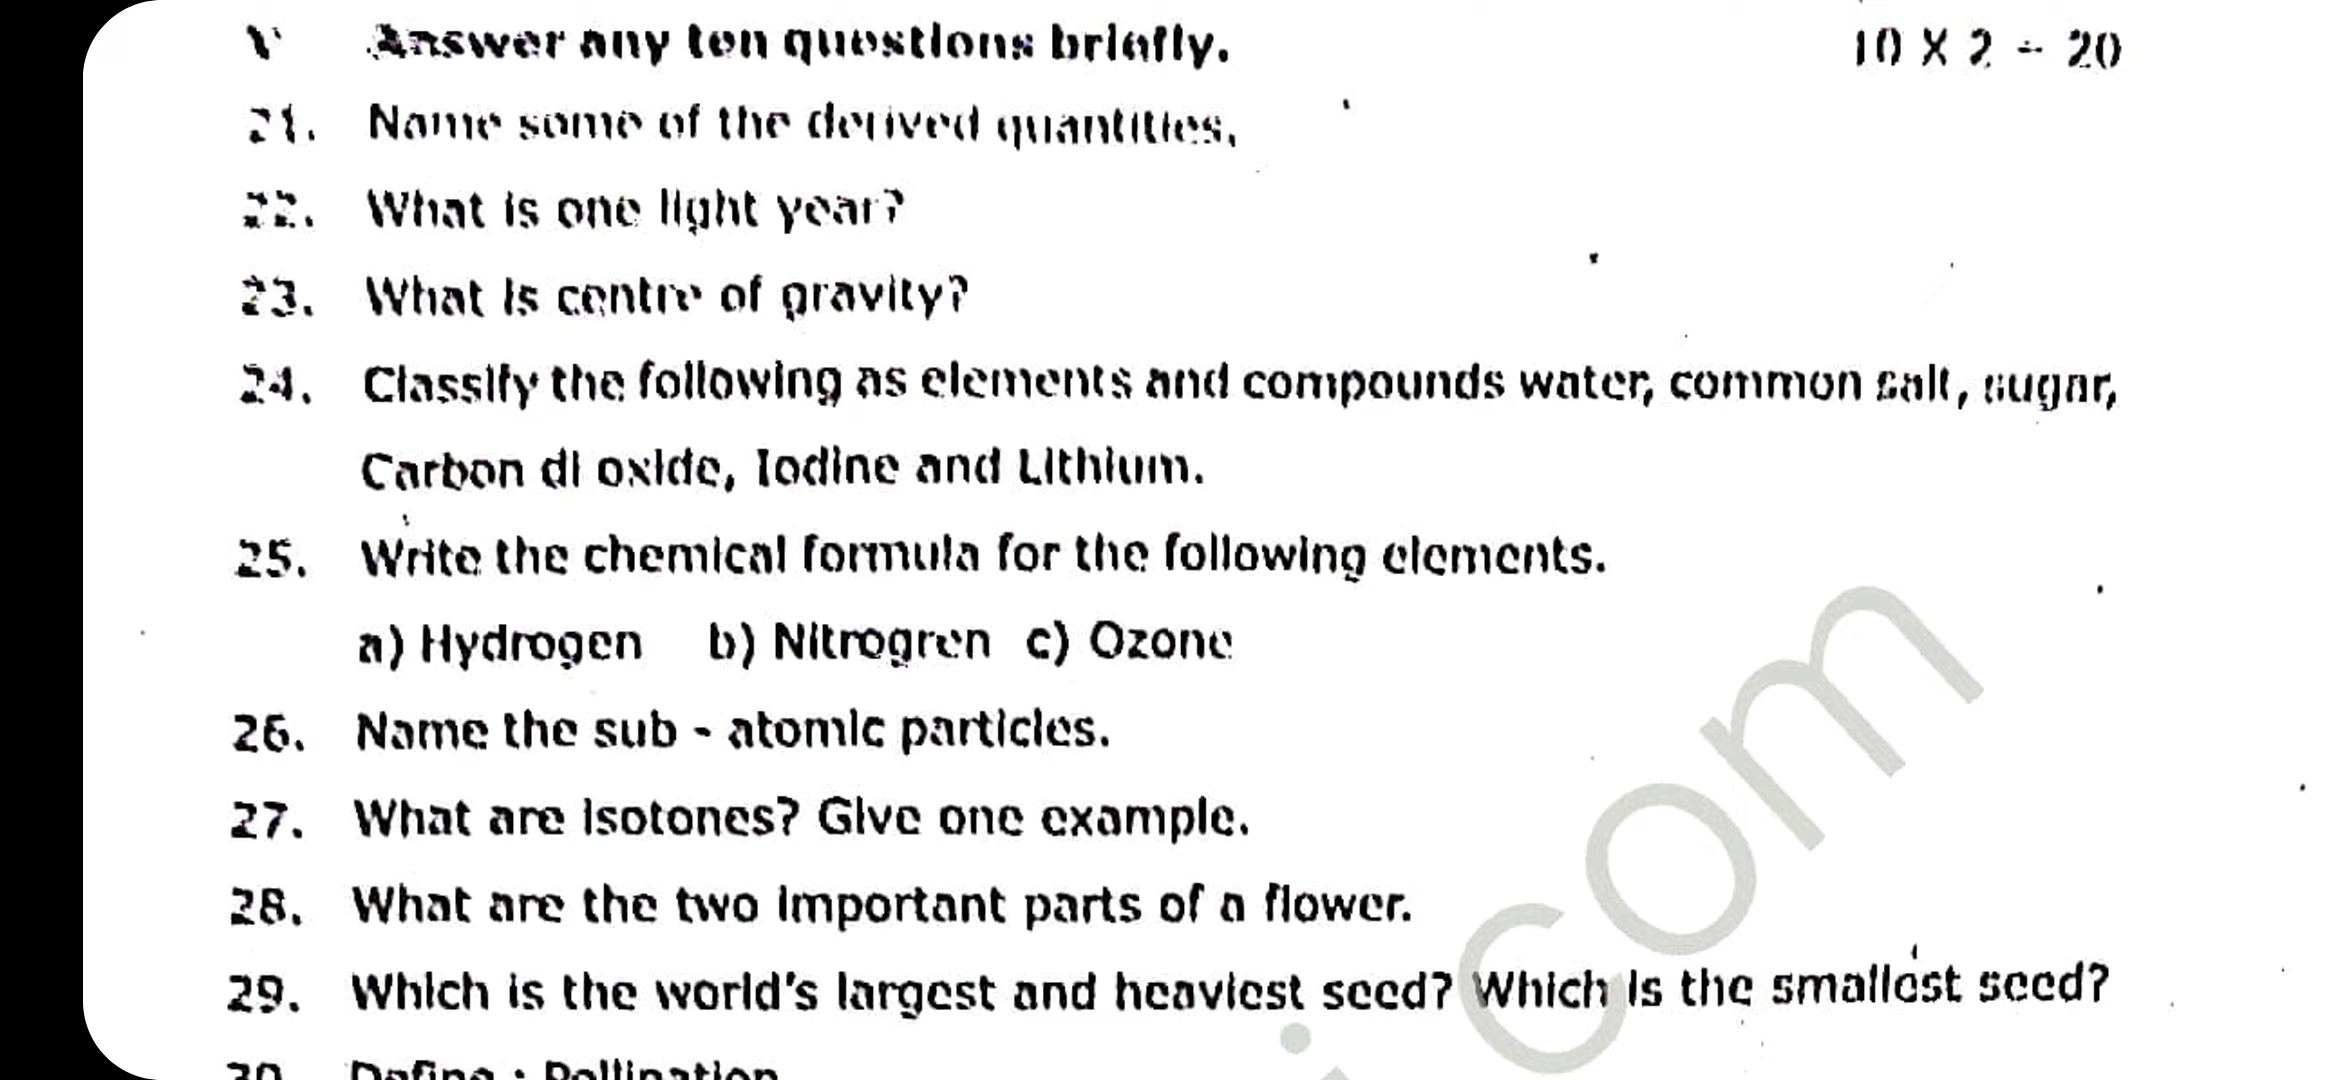 V Answer any ten questions briefly. 10 X 2 = 20
21. Name some of the derived quantities.
22. What is one light year?
23. What is centre of gravity?
24. Classify the following as elements and compounds water, common salt, sugar,
Carbon di oxide, Iodine and Lithium.
25. Write the chemical formula for the following elements.
a) Hydrogen b) Nitrogren c) Ozone
26. Name the sub - atomic particles.
27. What are isotones? Give one example.
28. What are the two important parts of a flower.
29. Which is the world's largest and heaviest seed? Which is the smallest seed?
30. Define : Pollination
com